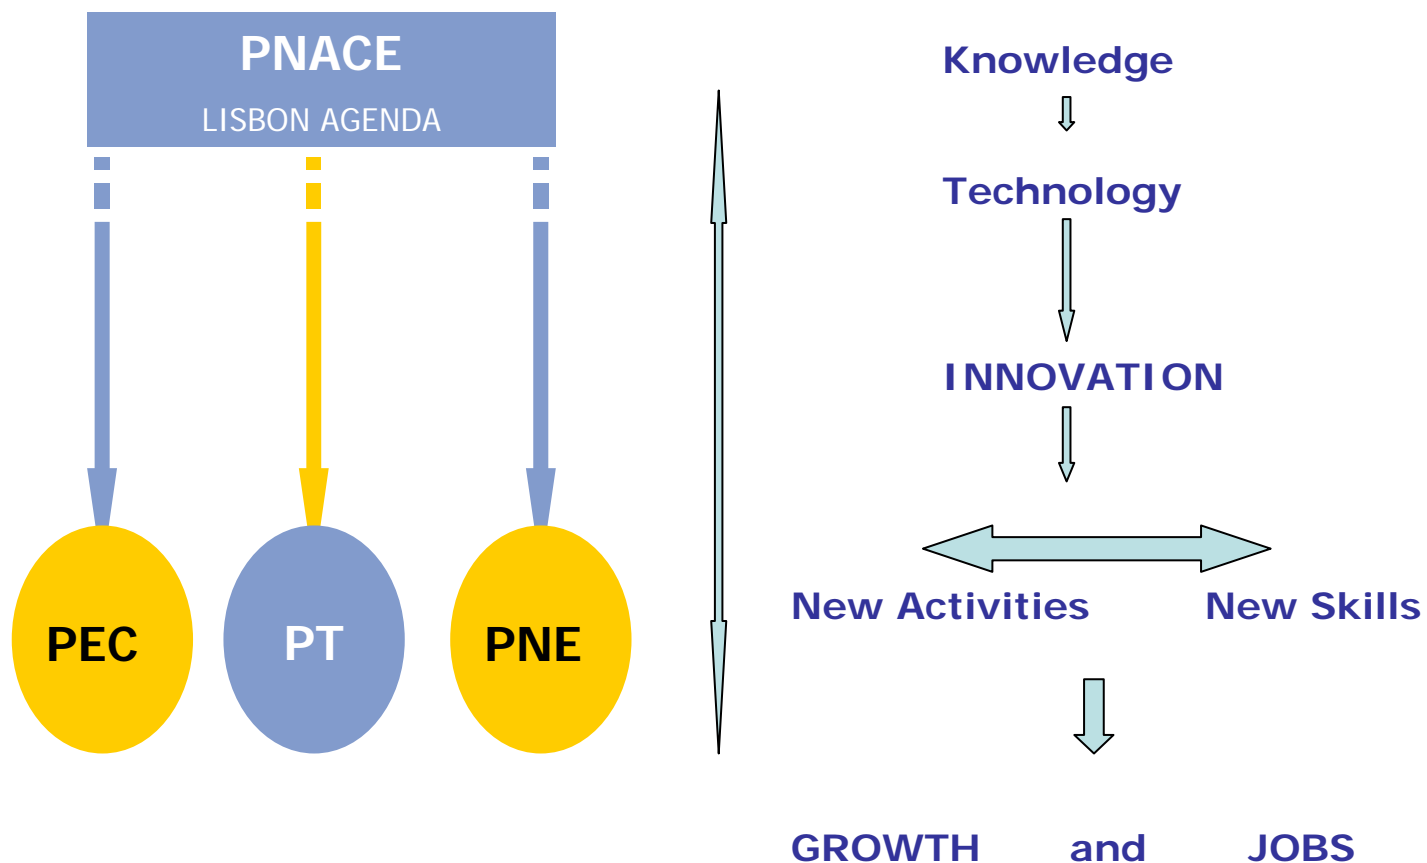 PNACE
LISBON AGENDA
PEC
PT
PNE
Knowledge
Technology
INNOVATION
New Activities New Skills
GROWTH and JOBS